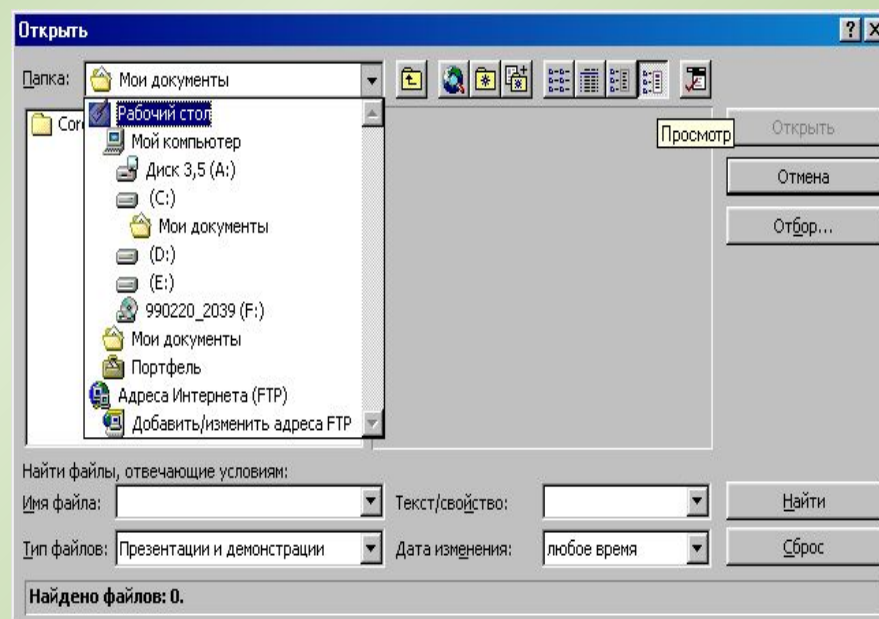 Открыть
Папка: Мои документы
Рабочий стол
Мой компьютер
Диск 3,5 (A:)
(C:)
Мои документы
(D:)
(E:)
990220_2039 (F:)
Мои документы
Портфель
Адреса Интернета (FTP)
Добавить/изменить адреса FTP
Просмотр
Открыть
Отмена
Отбор...
Найти файлы, отвечающие условиям:
Имя файла: Текст/свойство: Найти
Тип файлов: Презентации и демонстрации Дата изменения: любое время Сброс
Найдено файлов: 0.